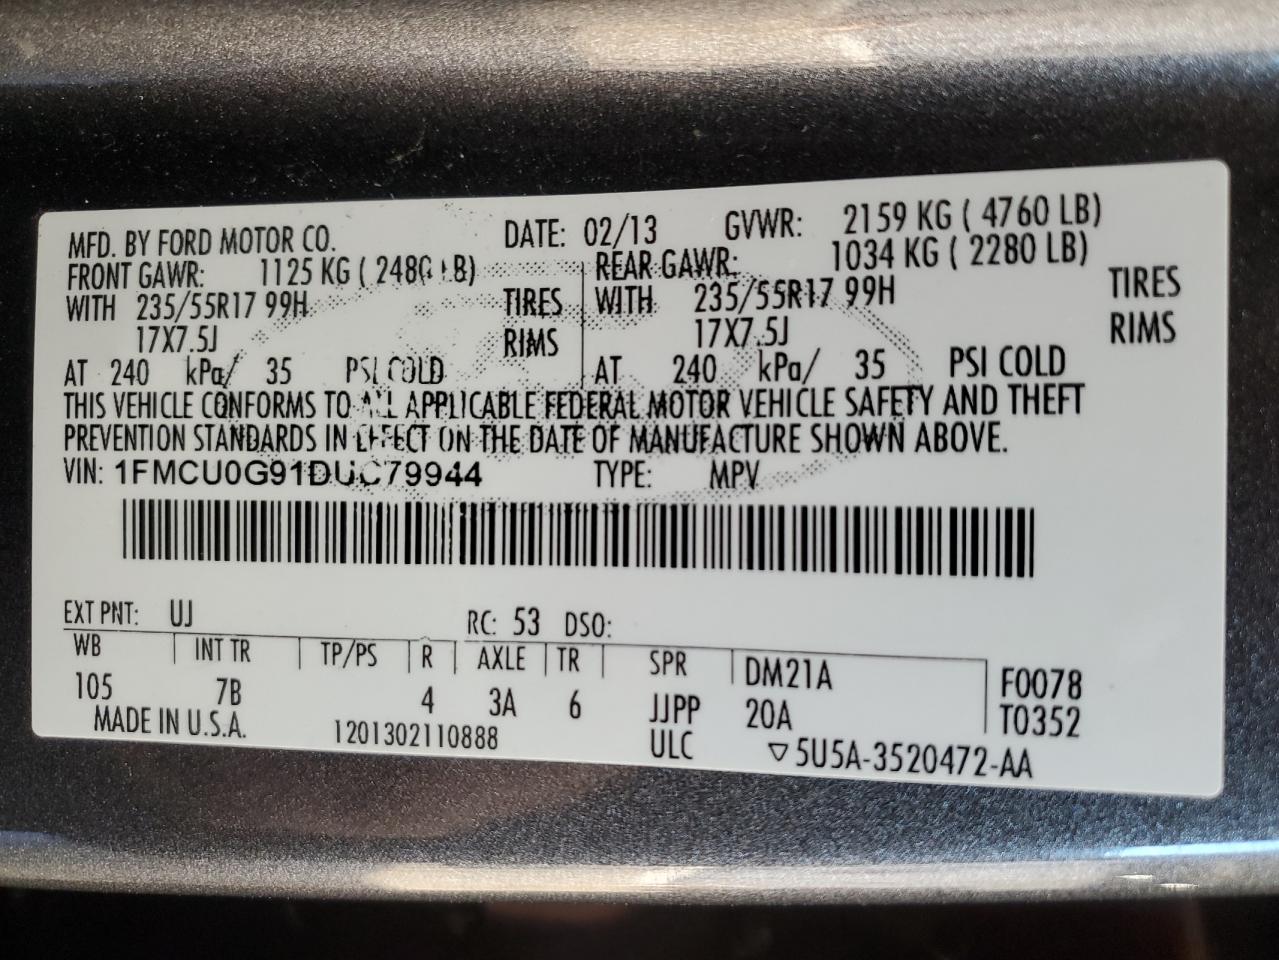 MFD. BY FORD MOTOR CO. DATE: 02/13 GVWR: 2159 KG ( 4760 LB)
FRONT GAWR: 1125 KG ( 2480 LB) REAR GAWR: 1034 KG ( 2280 LB)
WITH 235/55R17 99H TIRES WITH 235/55R17 99H TIRES
17X7.5J RIMS 17X7.5J RIMS
AT 240 kPa/ 35 PSI COLD AT 240 kPa/ 35 PSI COLD
THIS VEHICLE CONFORMS TO ALL APPLICABLE FEDERAL MOTOR VEHICLE SAFETY AND THEFT
PREVENTION STANDARDS IN EFFECT ON THE DATE OF MANUFACTURE SHOWN ABOVE.
VIN: 1FMCU0G91DUC79944 TYPE: MPV
EXT PNT: UJ RC: 53 DSO:
WB INT TR TP/PS R AXLE TR SPR DM21A F0078
105 7B 4 3A 6 JJPP 20A T0352
MADE IN U.S.A. 1201302110888 ULC ▽5U5A-3520472-AA